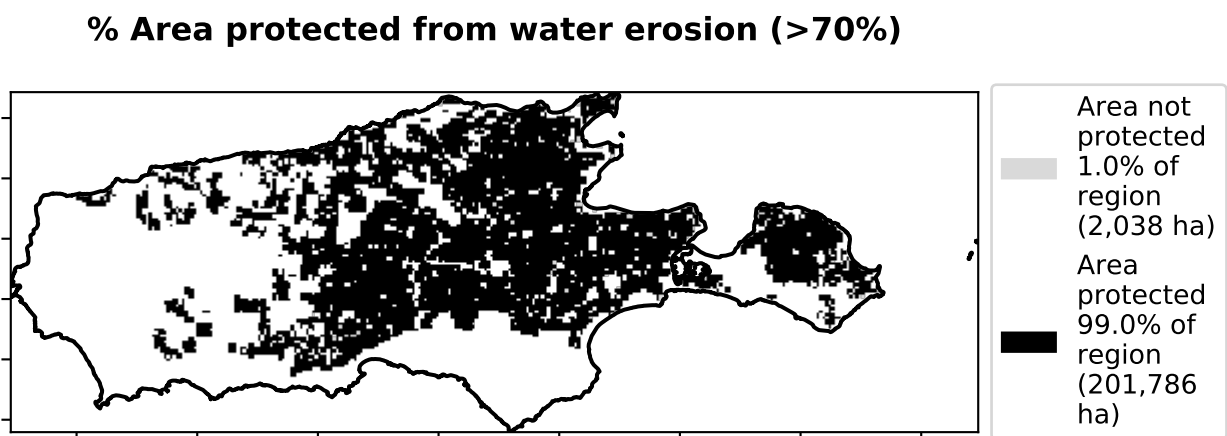 % Area protected from water erosion (>70%)
Area not
protected
1.0% of
region
(2,038 ha)
Area
protected
99.0% of
region
(201,786
ha)